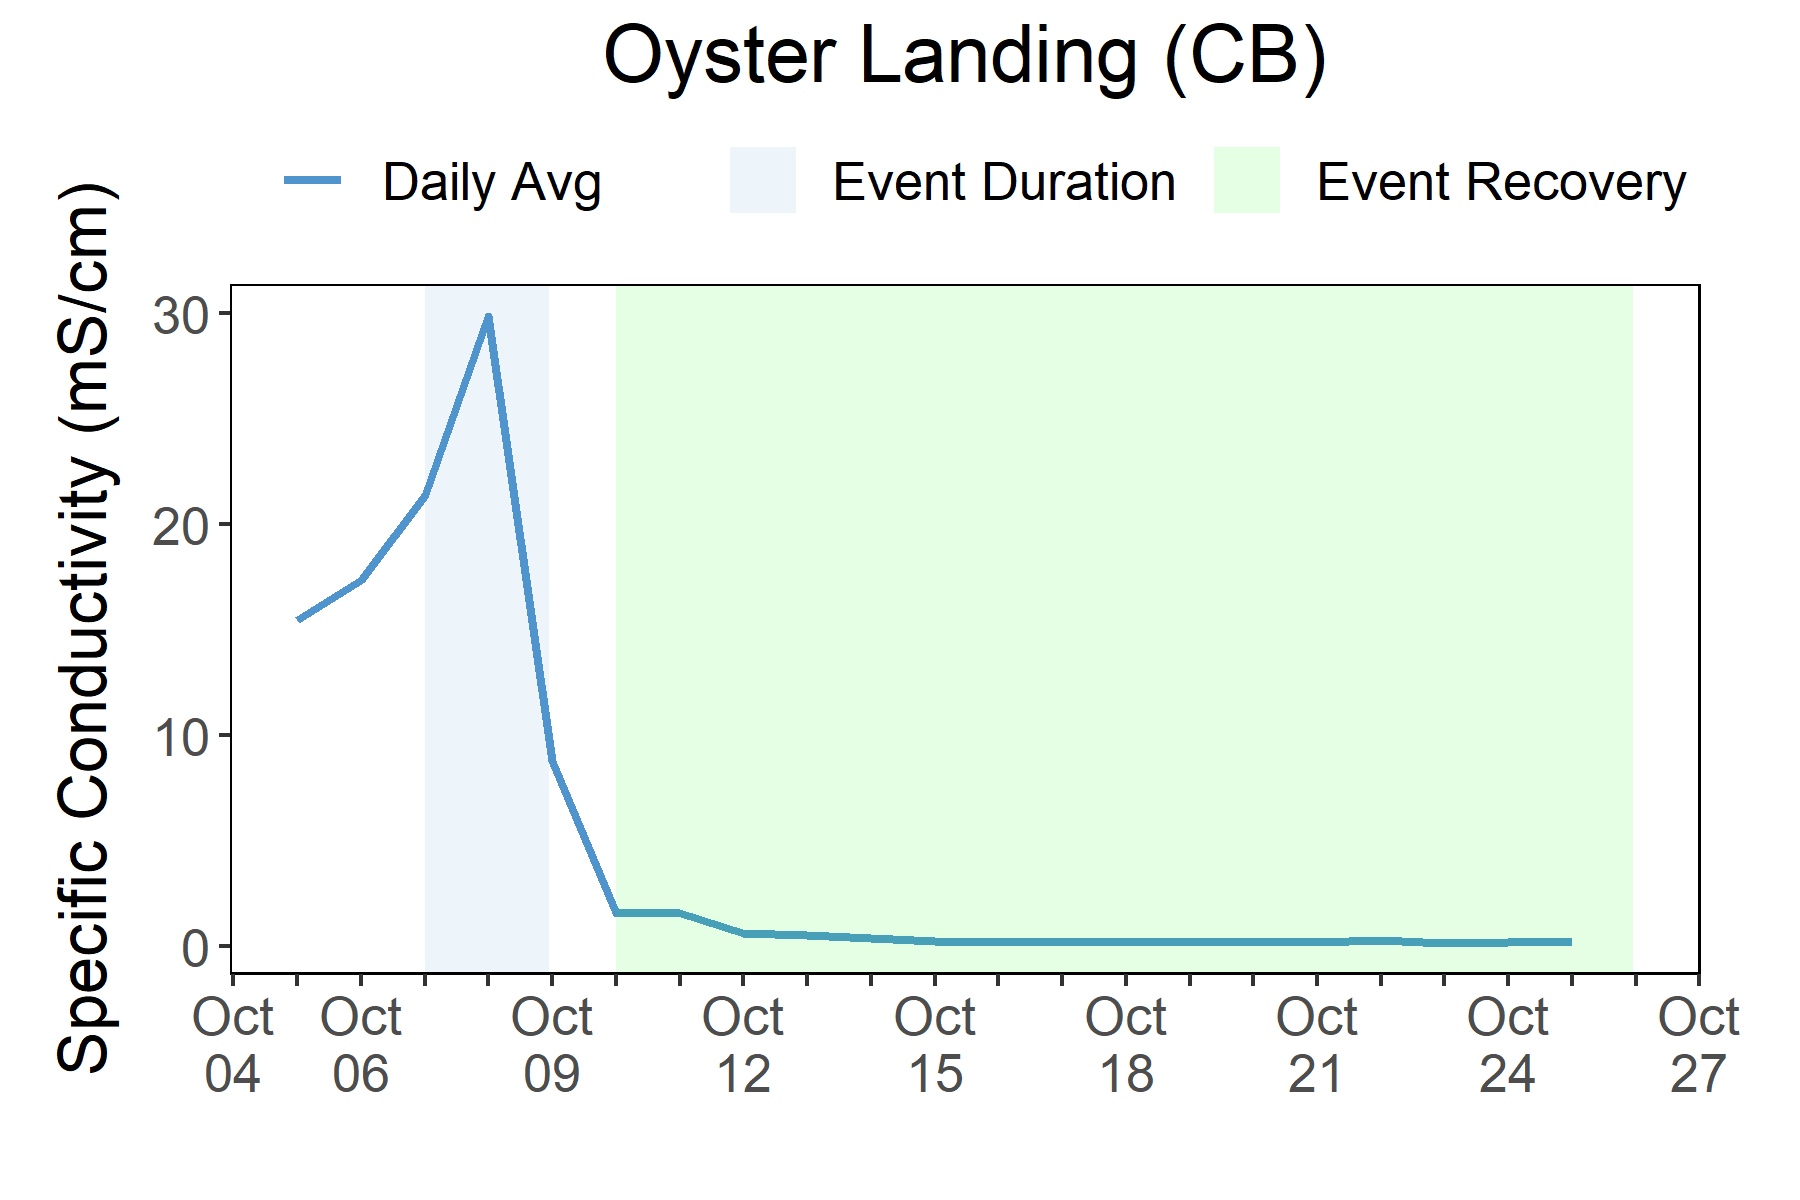 Oyster Landing (CB)
Daily Avg
Event Duration
Event Recovery
Specific Conductivity (mS/cm)
30
20
10
0
Oct 04
Oct 06
Oct 09
Oct 12
Oct 15
Oct 18
Oct 21
Oct 24
Oct 27